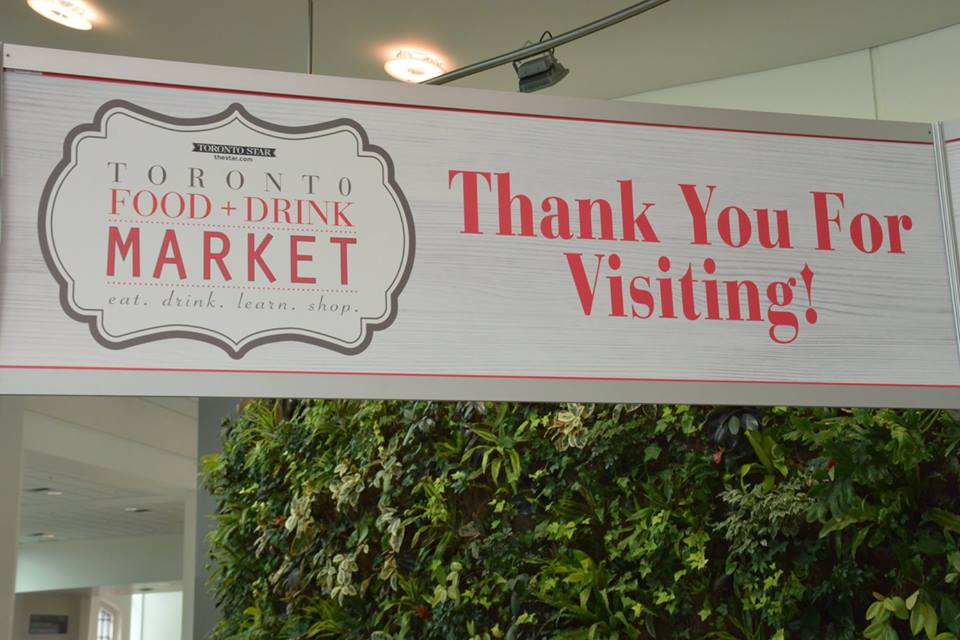 TORONTO STAR
thestar.com
TORONTO
FOOD + DRINK
MARKET
eat. drink. learn. shop.
Thank You For
Visiting!